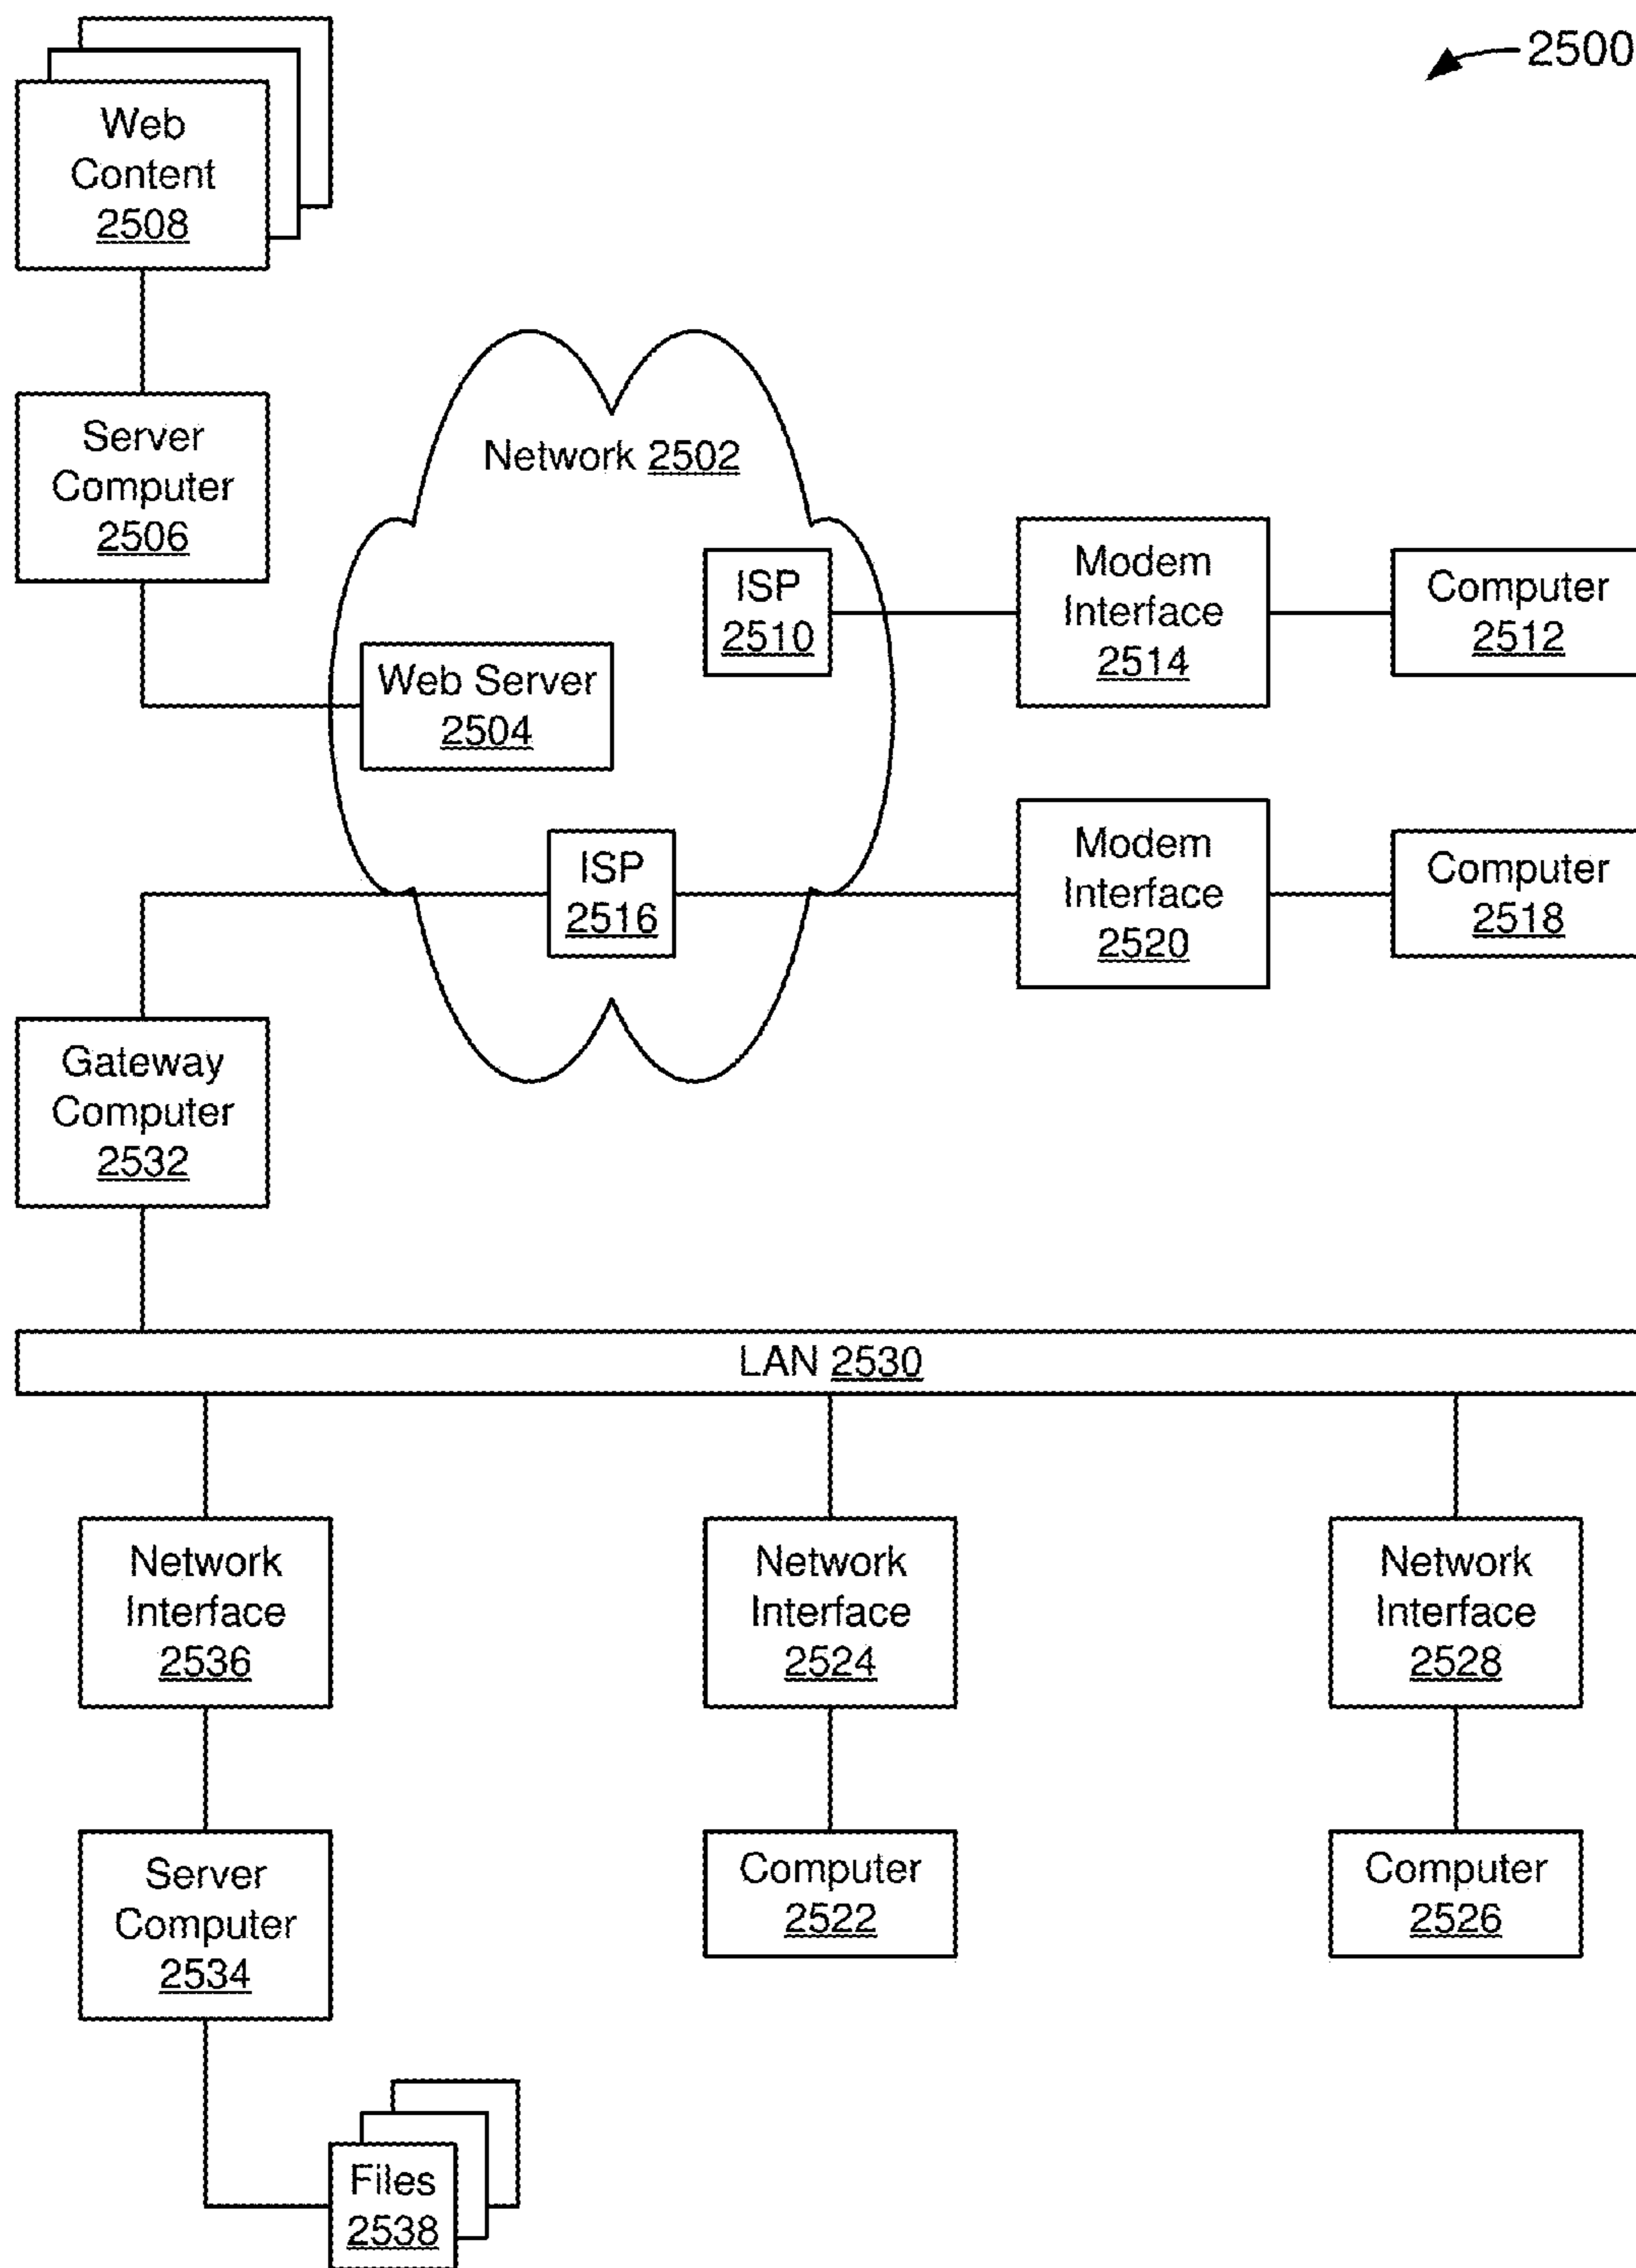 2500
Web
Content
2508
Server
Computer
2506
Network 2502
ISP
2510
Modem
Interface
2514
Computer
2512
Web Server
2504
ISP
2516
Modem
Interface
2520
Computer
2518
Gateway
Computer
2532
LAN 2530
Network
Interface
2536
Network
Interface
2524
Network
Interface
2528
Server
Computer
2534
Computer
2522
Computer
2526
Files
2538